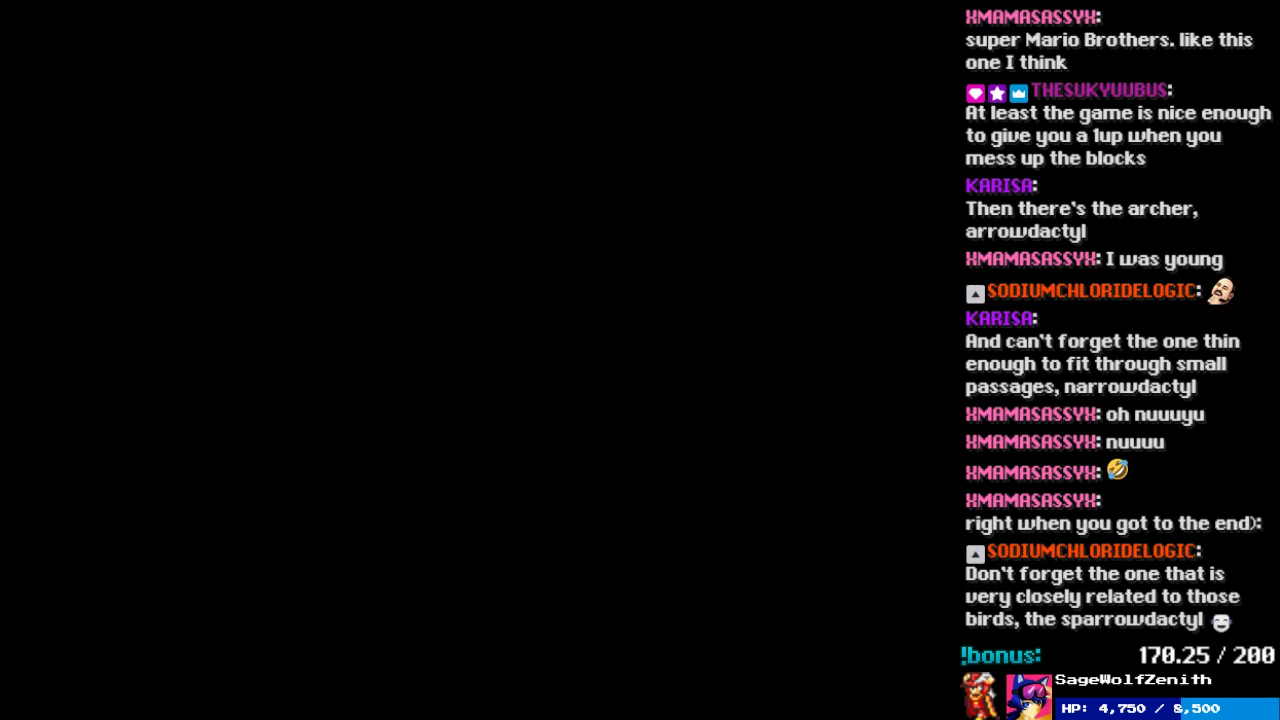 XMAMASASSYX:
super Mario Brothers. like this
one I think
THESUKYUUBUS:
At least the game is nice enough
to give you a 1up when you
mess up the blocks
KARISA:
Then there's the archer,
arrowdactyl
XMAMASASSYX: I was young
SODIUMCHLORIDELOGIC:
KARISA:
And can't forget the one thin
enough to fit through small
passages, narrowdactyl
XMAMASASSYX: oh nuuuyu
XMAMASASSYX: nuuuu
XMAMASASSYX:
XMAMASASSYX:
right when you got to the end):
SODIUMCHLORIDELOGIC:
Don't forget the one that is
very closely related to those
birds, the sparrowdactyl
!bonus: 170.25 / 200
SageWolfZenith
HP: 4,750 / 8,500